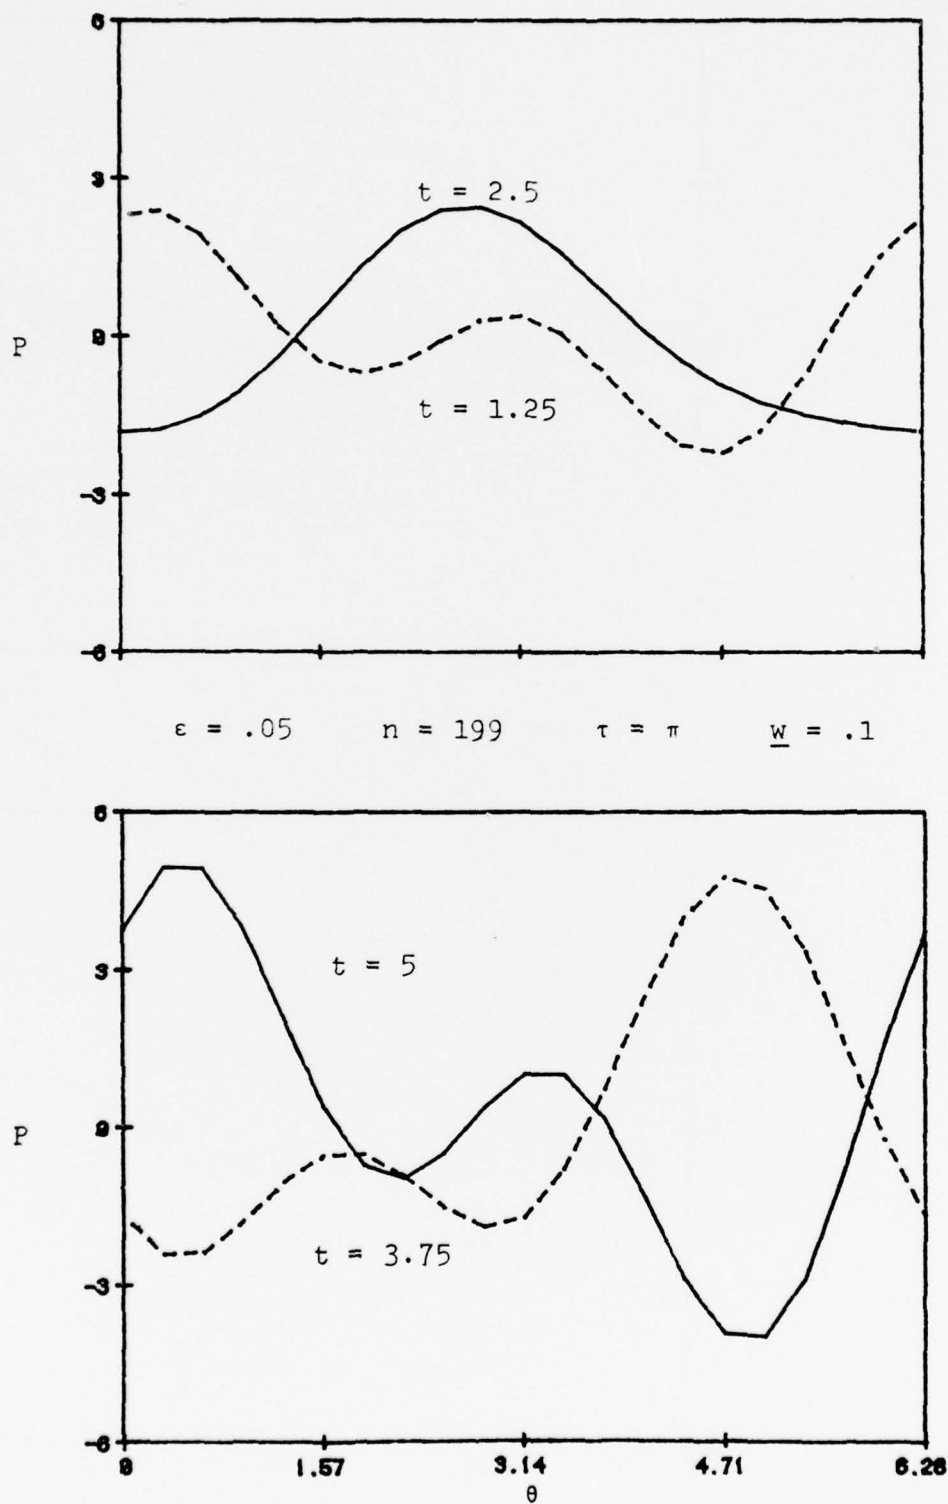 6
3
t = 2.5
P
0
t = 1.25
-3
-6
ε = .05 n = 199 τ = π w = .1
6
3
t = 5
P
0
t = 3.75
-3
-6
0 1.57 3.14 4.71 6.28
θ